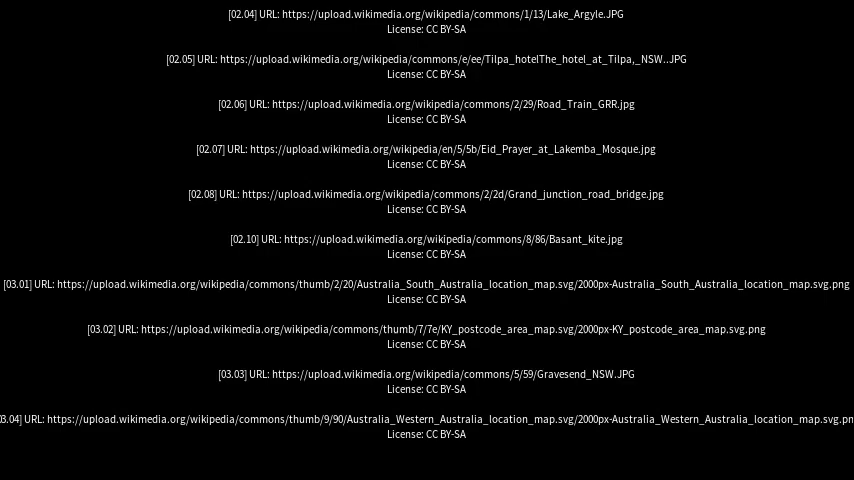 [02.04] URL: https://upload.wikimedia.org/wikipedia/commons/1/13/Lake_Argyle.JPG
License: CC BY-SA
[02.05] URL: https://upload.wikimedia.org/wikipedia/commons/e/ee/Tilpa_hotelThe_hotel_at_Tilpa,_NSW..JPG
License: CC BY-SA
[02.06] URL: https://upload.wikimedia.org/wikipedia/commons/2/29/Road_Train_GRR.jpg
License: CC BY-SA
[02.07] URL: https://upload.wikimedia.org/wikipedia/en/5/5b/Eid_Prayer_at_Lakemba_Mosque.jpg
License: CC BY-SA
[02.08] URL: https://upload.wikimedia.org/wikipedia/commons/2/2d/Grand_junction_road_bridge.jpg
License: CC BY-SA
[02.10] URL: https://upload.wikimedia.org/wikipedia/commons/8/86/Basant_kite.jpg
License: CC BY-SA
[03.01] URL: https://upload.wikimedia.org/wikipedia/commons/thumb/2/20/Australia_South_Australia_location_map.svg/2000px-Australia_South_Australia_location_map.svg.png
License: CC BY-SA
[03.02] URL: https://upload.wikimedia.org/wikipedia/commons/thumb/7/7e/KY_postcode_area_map.svg/2000px-KY_postcode_area_map.svg.png
License: CC BY-SA
[03.03] URL: https://upload.wikimedia.org/wikipedia/commons/5/59/Gravesend_NSW.JPG
License: CC BY-SA
03.04] URL: https://upload.wikimedia.org/wikipedia/commons/thumb/9/90/Australia_Western_Australia_location_map.svg/2000px-Australia_Western_Australia_location_map.svg.pn
License: CC BY-SA